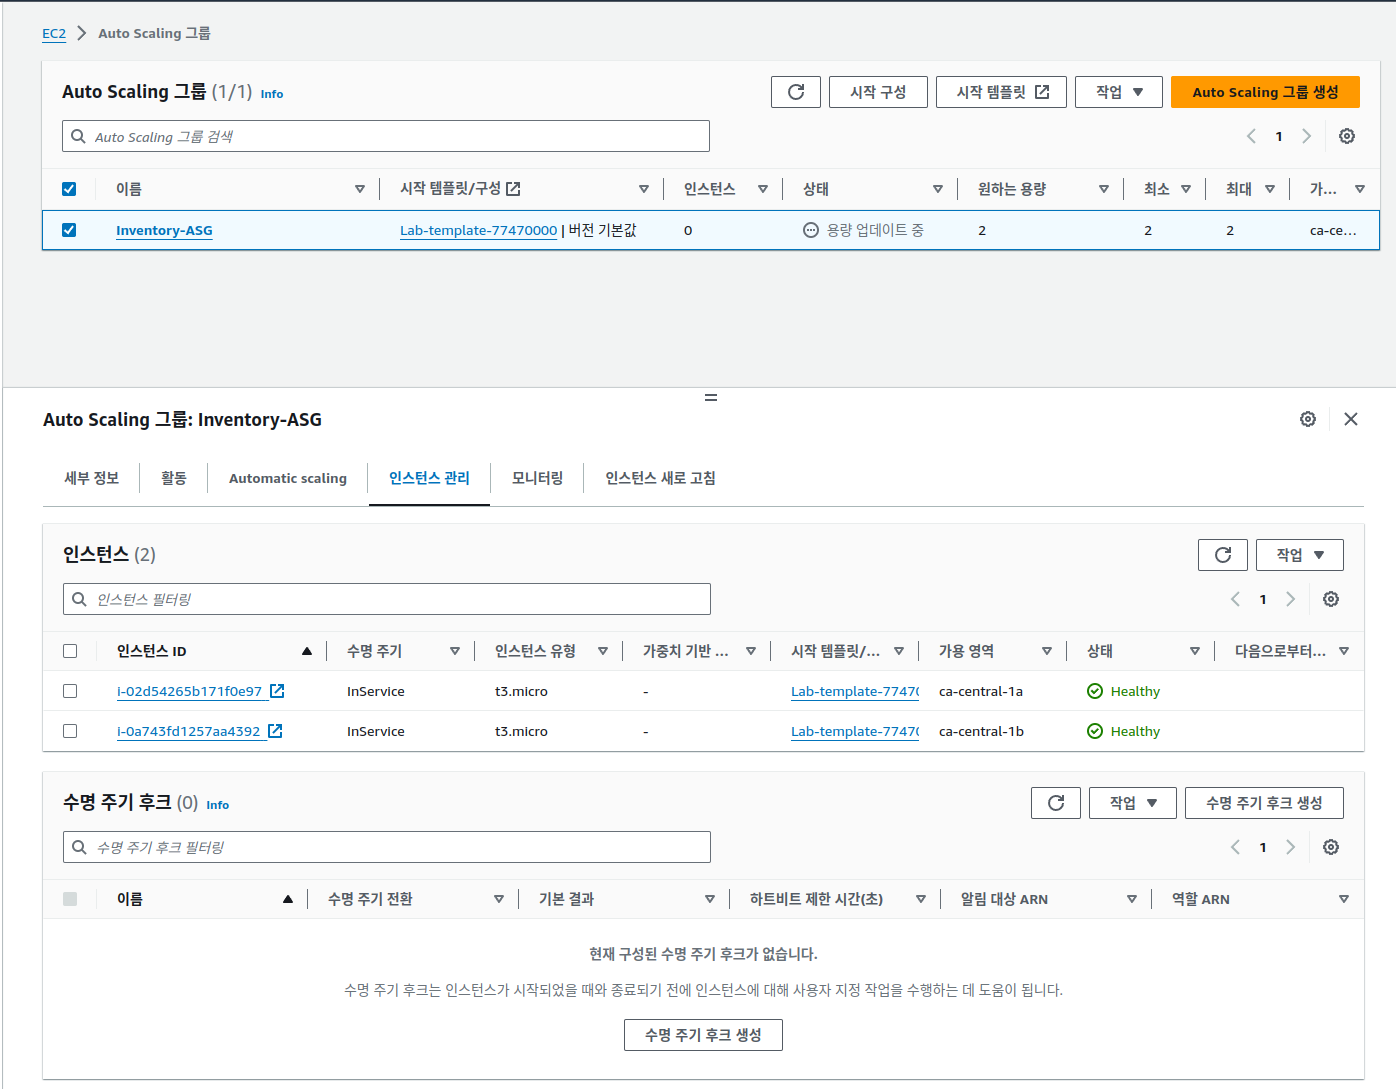 EC2 > Auto Scaling 그룹
Auto Scaling 그룹 (1/1) Info
시작 구성
시작 템플릿
작업
Auto Scaling 그룹 생성
Auto Scaling 그룹 검색
1
이름 시작 템플릿/구성 인스턴스 상태 원하는 용량 최소 최대 가...
Inventory-ASG Lab-template-77470000 | 버전 기본값 0 용량 업데이트 중 2 2 2 ca-ce...
Auto Scaling 그룹: Inventory-ASG
세부 정보 활동 Automatic scaling 인스턴스 관리 모니터링 인스턴스 새로 고침
인스턴스 (2)
작업
인스턴스 필터링
1
인스턴스 ID 수명 주기 인스턴스 유형 가중치 기반 ... 시작 템플릿/... 가용 영역 상태 다음으로부터...
i-02d54265b171f0e97 InService t3.micro - Lab-template-7747( ca-central-1a Healthy
i-0a743fd1257aa4392 InService t3.micro - Lab-template-7747( ca-central-1b Healthy
수명 주기 후크 (0) Info
작업
수명 주기 후크 생성
수명 주기 후크 필터링
1
이름 수명 주기 전환 기본 결과 하트비트 제한 시간(초) 알림 대상 ARN 역할 ARN
현재 구성된 수명 주기 후크가 없습니다.
수명 주기 후크는 인스턴스가 시작되었을 때와 종료되기 전에 인스턴스에 대해 사용자 지정 작업을 수행하는 데 도움이 됩니다.
수명 주기 후크 생성